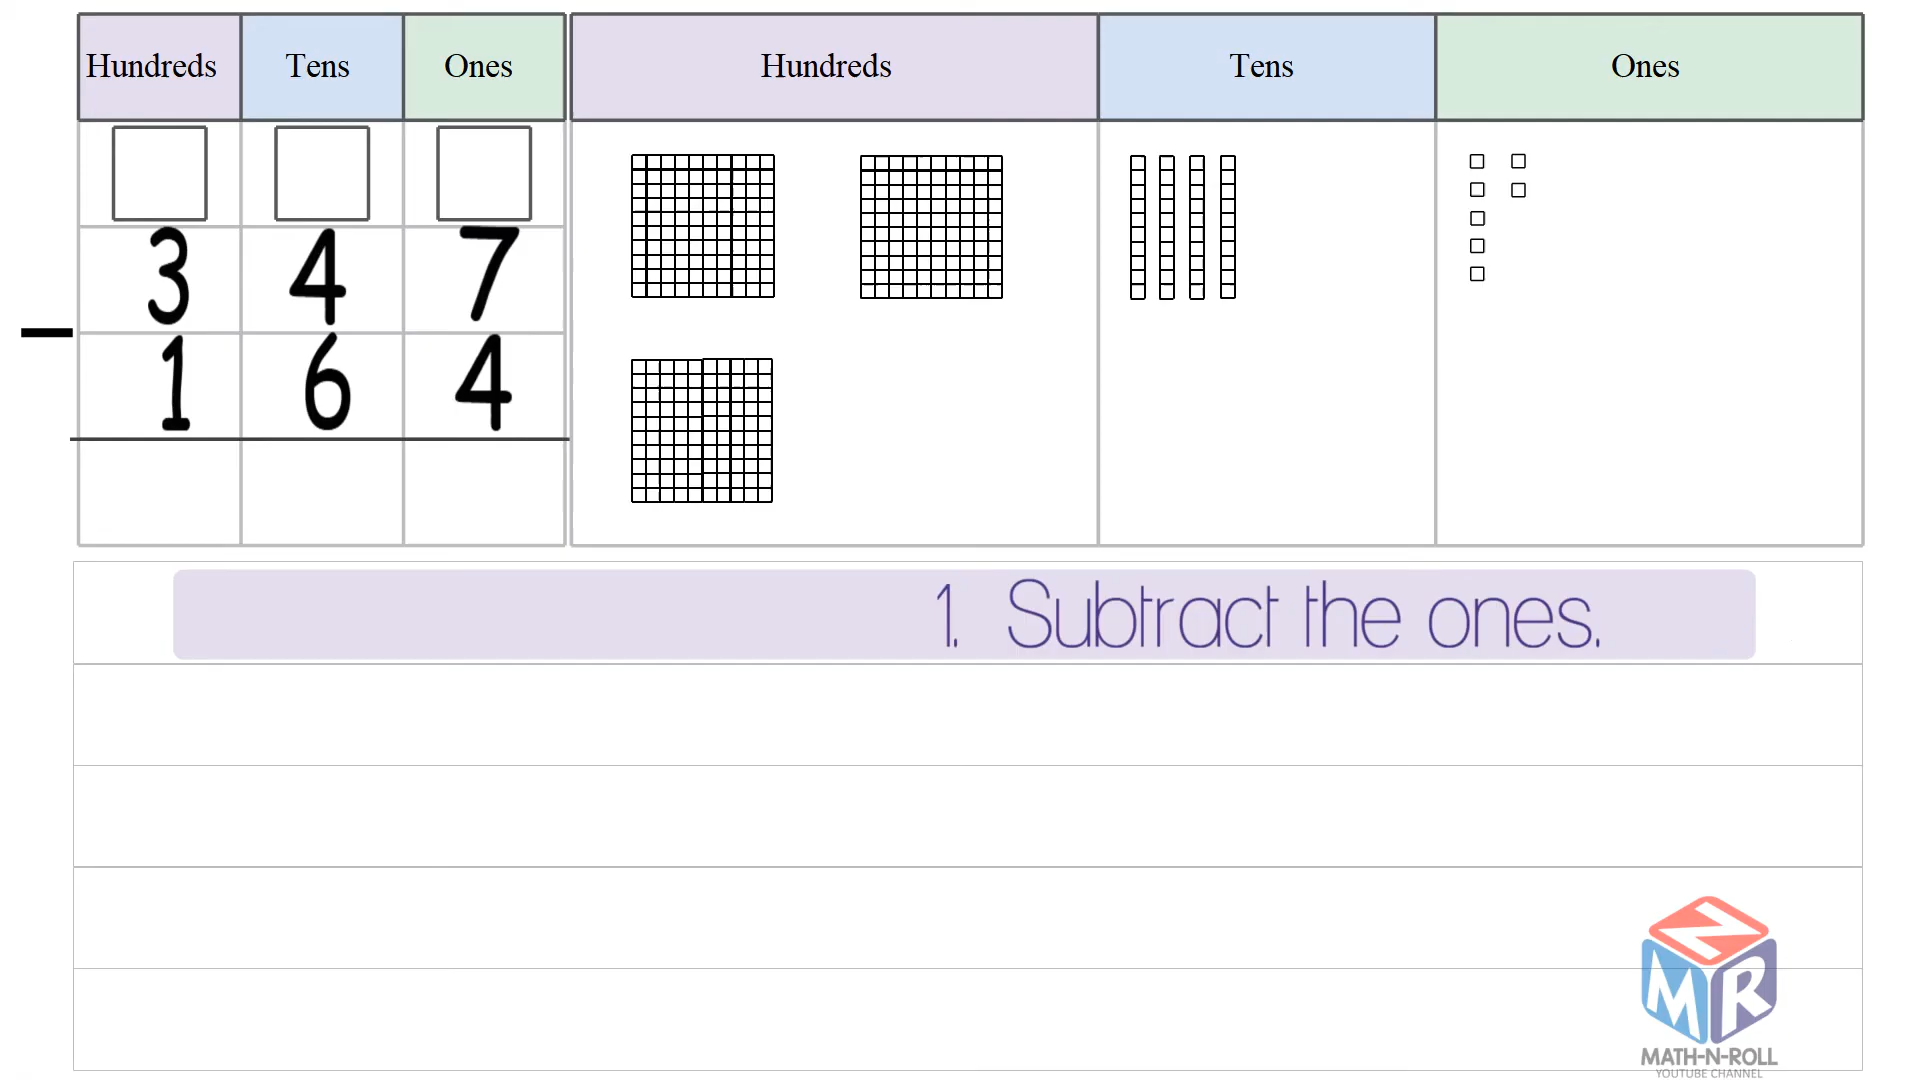 Hundreds Tens Ones Hundreds Tens Ones
3 4 7
− 1 6 4
1. Subtract the ones.
MNR
MATH-N-ROLL
YOUTUBE CHANNEL